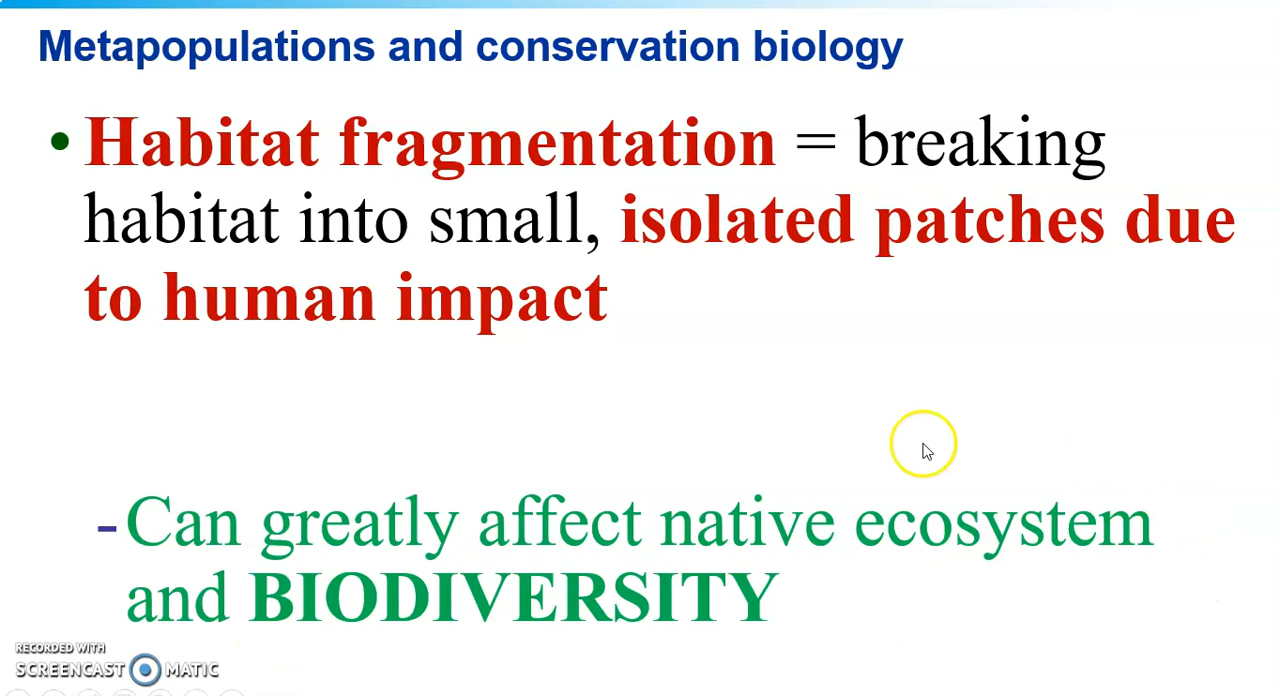 Metapopulations and conservation biology
• Habitat fragmentation = breaking
habitat into small, isolated patches due
to human impact
-Can greatly affect native ecosystem
and BIODIVERSITY
RECORDED WITH
SCREENCAST MATIC